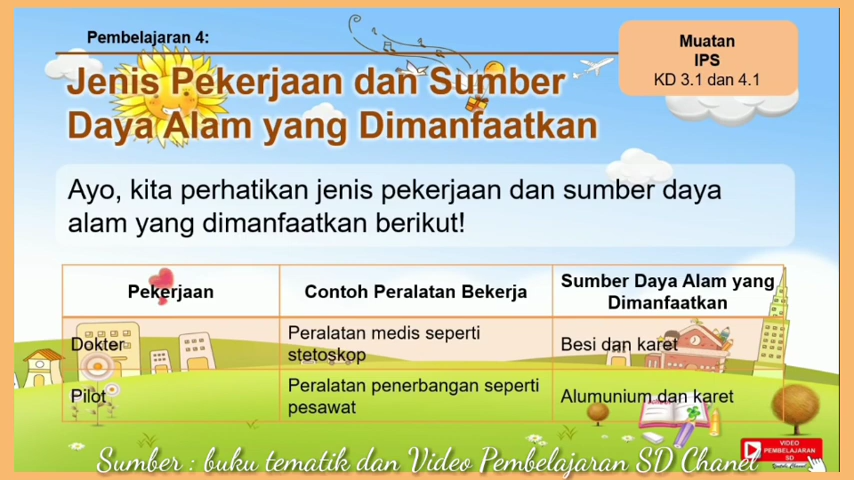 Pembelajaran 4:
Muatan
IPS
KD 3.1 dan 4.1
Jenis Pekerjaan dan Sumber
Daya Alam yang Dimanfaatkan
Ayo, kita perhatikan jenis pekerjaan dan sumber daya
alam yang dimanfaatkan berikut!
Pekerjaan
Contoh Peralatan Bekerja
Sumber Daya Alam yang
Dimanfaatkan
Dokter
Peralatan medis seperti
stetoskop
Besi dan karet
Pilot
Peralatan penerbangan seperti
pesawat
Alumunium dan karet
VIDEO
PEMBELAJARAN
SD
Sumber : buku tematik dan Video Pembelajaran SD Chanel